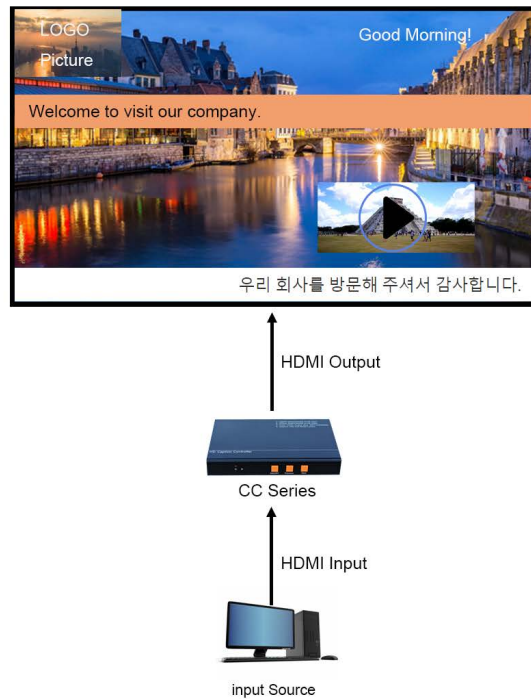 LOGO
Picture
Good Morning!
Welcome to visit our company.
우리 회사를 방문해 주셔서 감사합니다.
HDMI Output
CC Series
HDMI Input
input Source